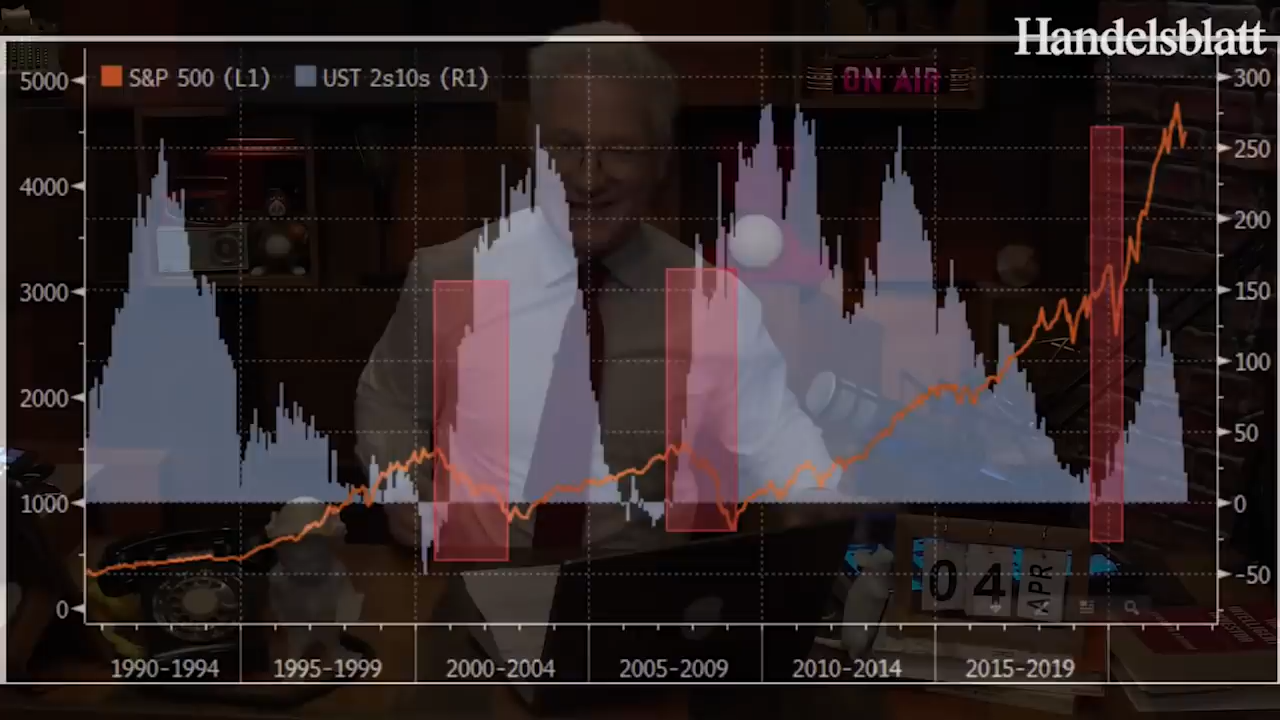 Handelsblatt
S&P 500 (L1) UST 2s10s (R1)
ON AIR
5000
4000
3000
2000
1000
0
300
250
200
150
100
50
0
-50
04 APR
1990-1994 1995-1999 2000-2004 2005-2009 2010-2014 2015-2019
INVESTOR